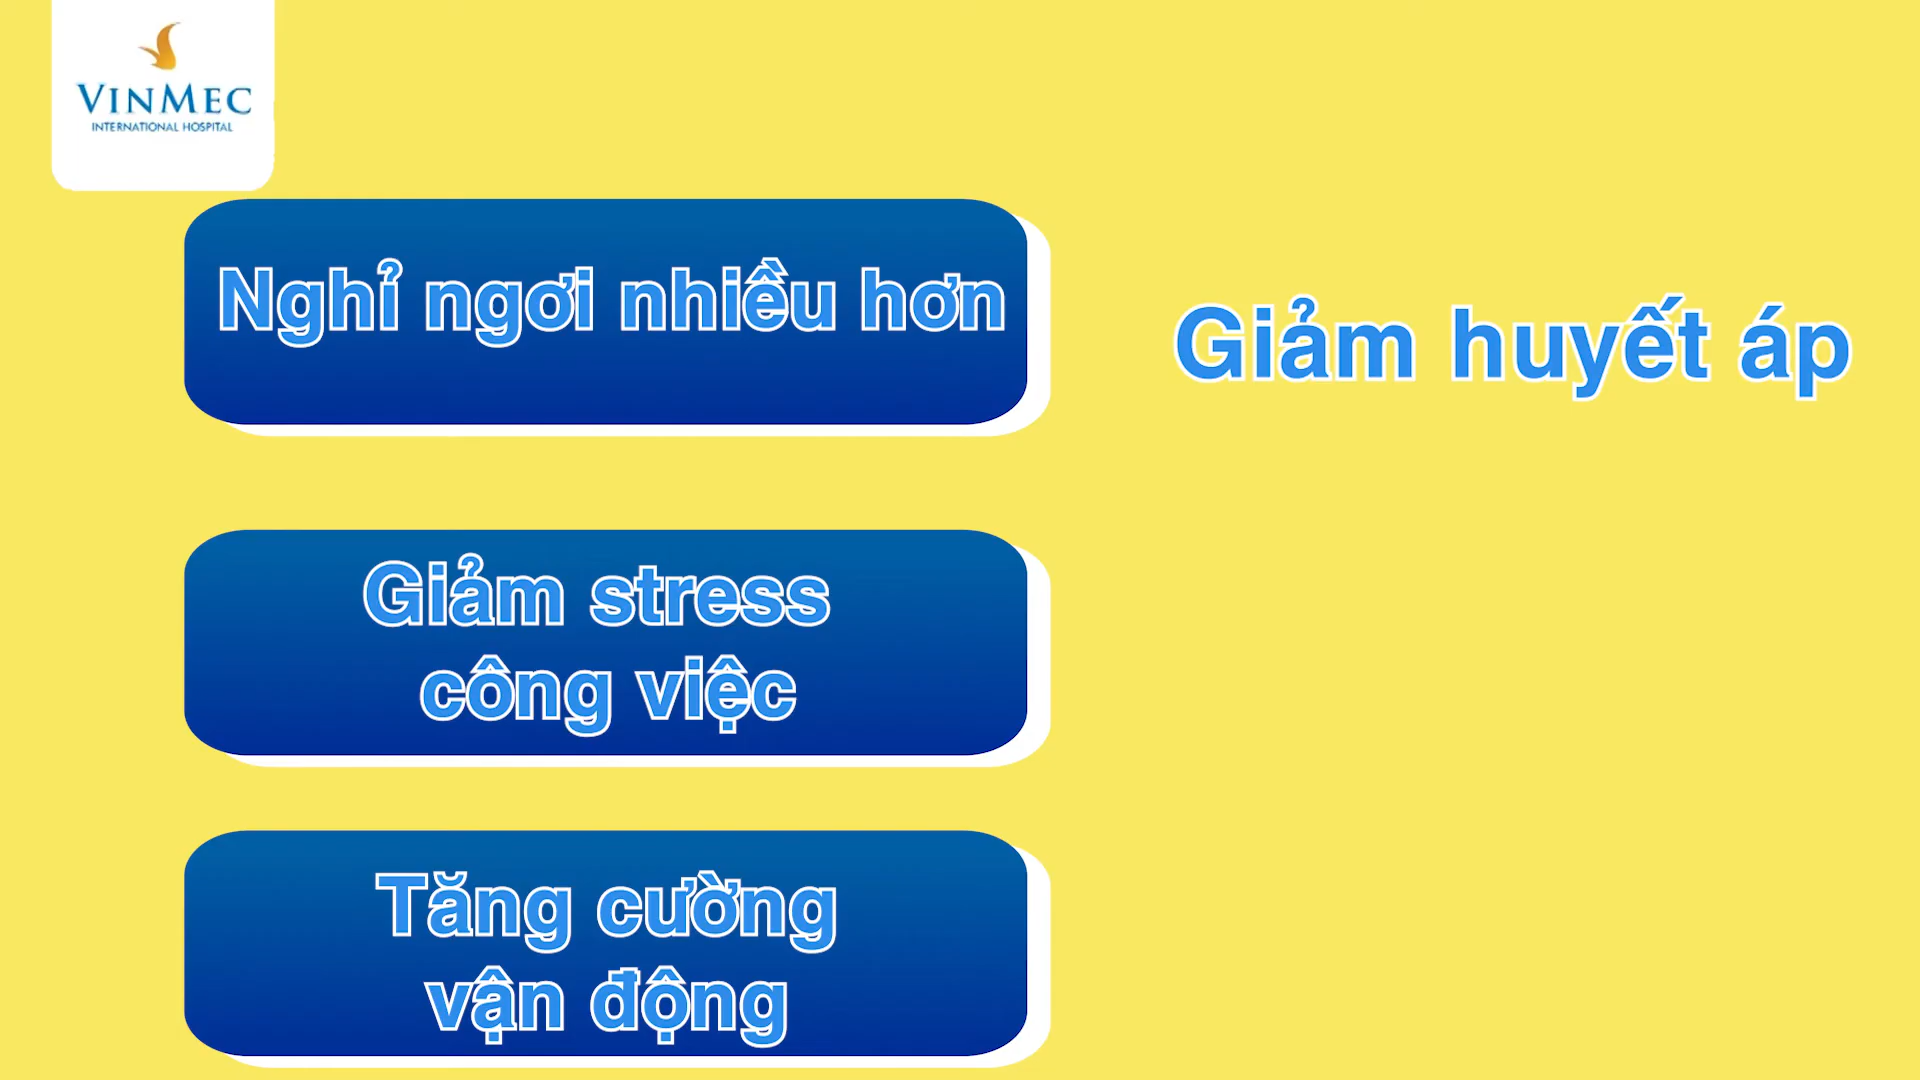 VINMEC
INTERNATIONAL HOSPITAL
Nghỉ ngơi nhiều hơn
Giảm huyết áp
Giảm stress
công việc
Tăng cường
vận động